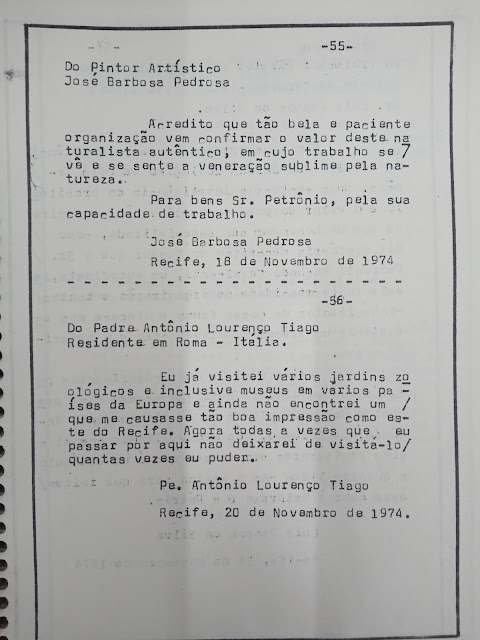 -55-
Do Pintor Artístico
José Barbosa Pedrosa
Acredito que tão bela e paciente
organização vem confirmar o valor deste na
turalista autêntico, em cujo trabalho se /
vê e se sente a veneração sublime pela na-
tureza.
Para bens Sr. Petrônio, pela sua
capacidade de trabalho.
José Barbosa Pedrosa
Recife, 18 de Novembro de 1974
- - - - - - - - - - - - - - - - - - - - - - -
-56-
Do Padre Antônio Lourenço Tiago
Residente em Roma - Itália.
Eu já visitei vários jardins zo
ológicos e inclusive museus em vários pa-
íses da Europa e ainda não encontrei um /
que me causasse tão boa impressão como es-
te do Recife. Agora todas a vezes que eu
passar por aqui não deixarei de visitá-lo/
quantas vezes eu puder.
Pe. Antônio Lourenço Tiago
Recife, 20 de Novembro de 1974.